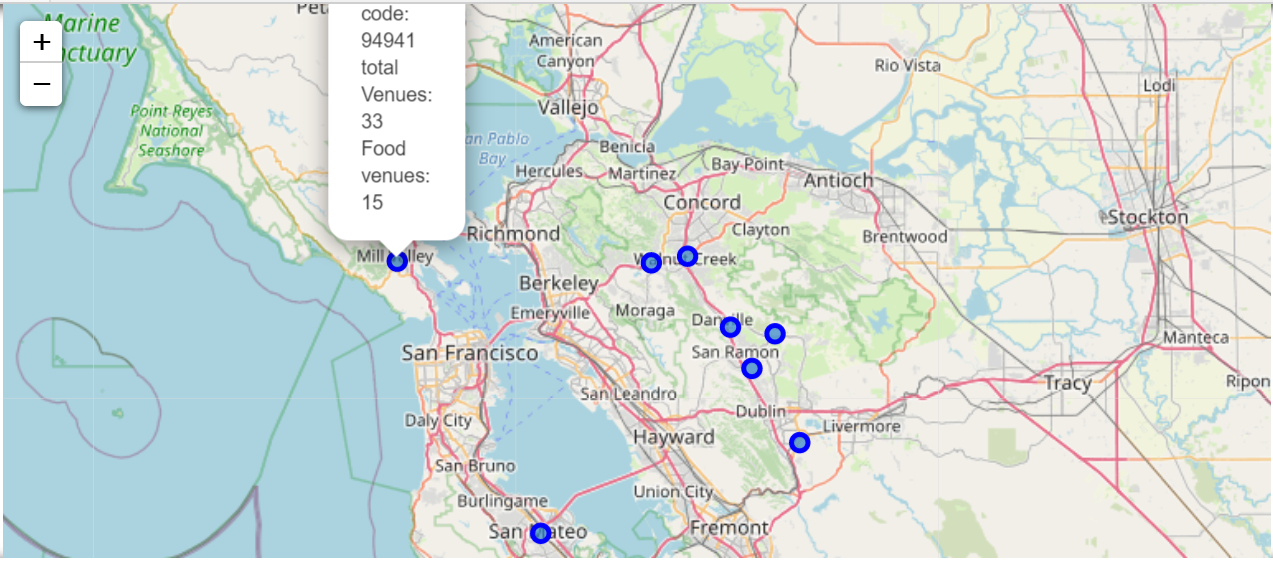 Marine
+
−
code:
94941
total
Venues:
33
Food
venues:
15
Point Reyes
National
Seashore
American
Canyon
Vallejo
Rio Vista
Lodi
Bay
Benicia
Hercules
Martinez
Bay Point
Antioch
Concord
Stockton
Richmond
Clayton
Brentwood
Mill Valley
Walnut Creek
Berkeley
Emeryville
Moraga
Danville
San Ramon
Manteca
San Francisco
Tracy
Ripon
San Leandro
Daly City
Dublin
Livermore
Hayward
San Bruno
Union City
Burlingame
San Mateo
Fremont